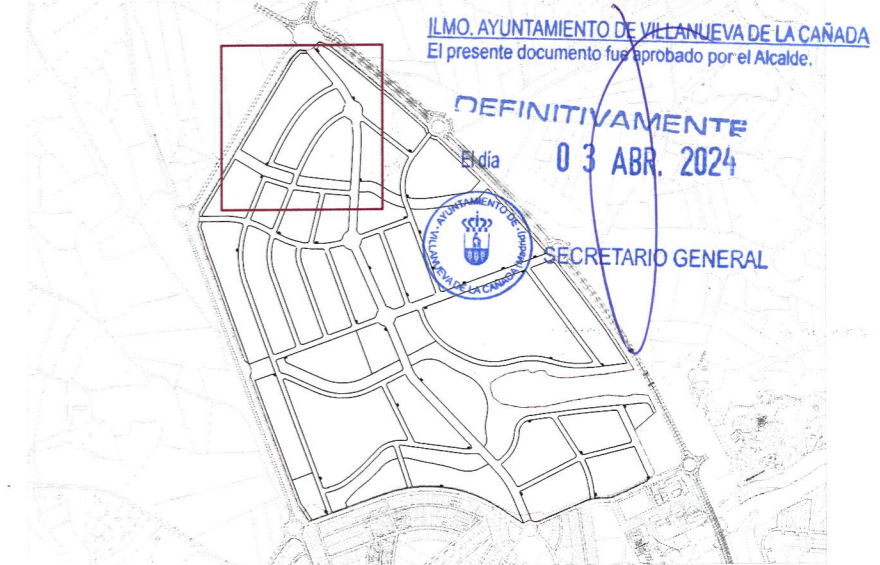 ILMO. AYUNTAMIENTO DE VILLANUEVA DE LA CAÑADA
El presente documento fue aprobado por el Alcalde.
DEFINITIVAMENTE
El día 03 ABR. 2024
AYUNTAMIENTO DE
VILLANUEVA DE LA CAÑADA (Madrid)
SECRETARIO GENERAL